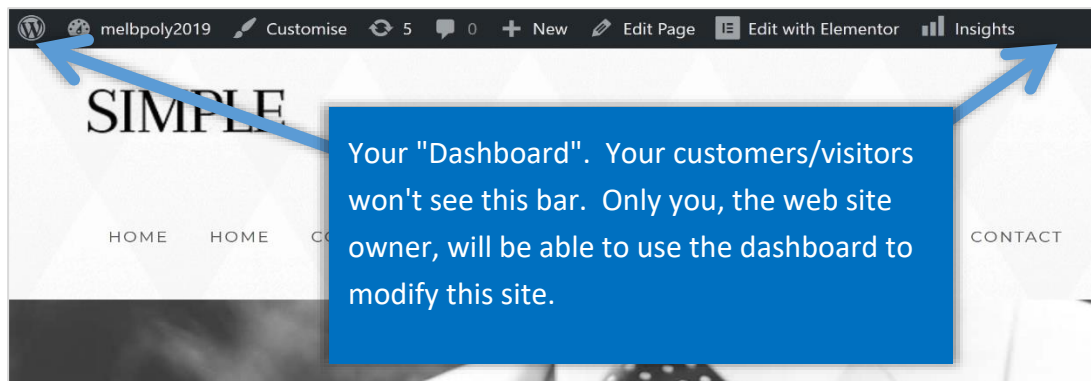 melbpoly2019 Customise 5 0 New Edit Page Edit with Elementor Insights
SIMPLE
Your "Dashboard". Your customers/visitors
won't see this bar. Only you, the web site
owner, will be able to use the dashboard to
modify this site.
HOME HOME CONTACT